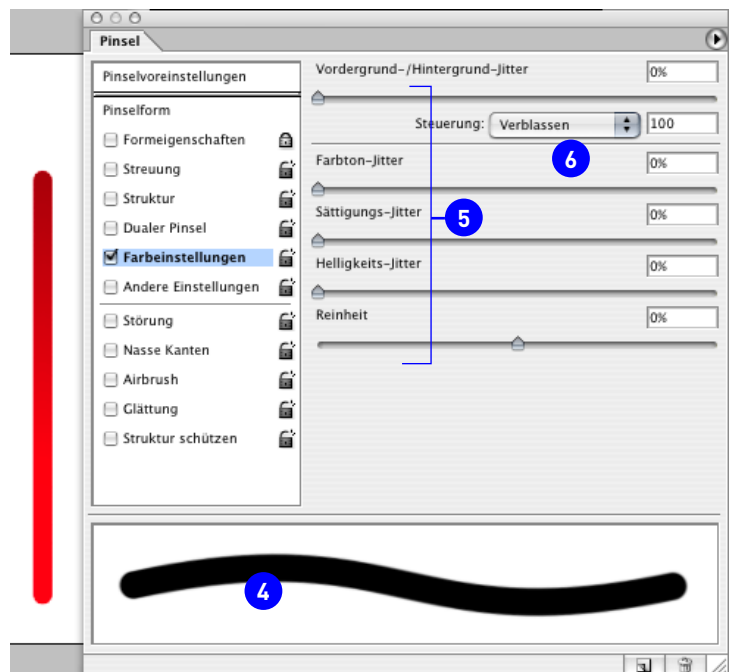 Pinsel
Pinselvoreinstellungen
Pinselform
Formeigenschaften
Streuung
Struktur
Dualer Pinsel
Farbeinstellungen
Andere Einstellungen
Störung
Nasse Kanten
Airbrush
Glättung
Struktur schützen
Vordergrund-/Hintergrund-Jitter 0%
Steuerung: Verblassen 100
6
Farbton-Jitter 0%
Sättigungs-Jitter 0%
5
Helligkeits-Jitter 0%
Reinheit 0%
4